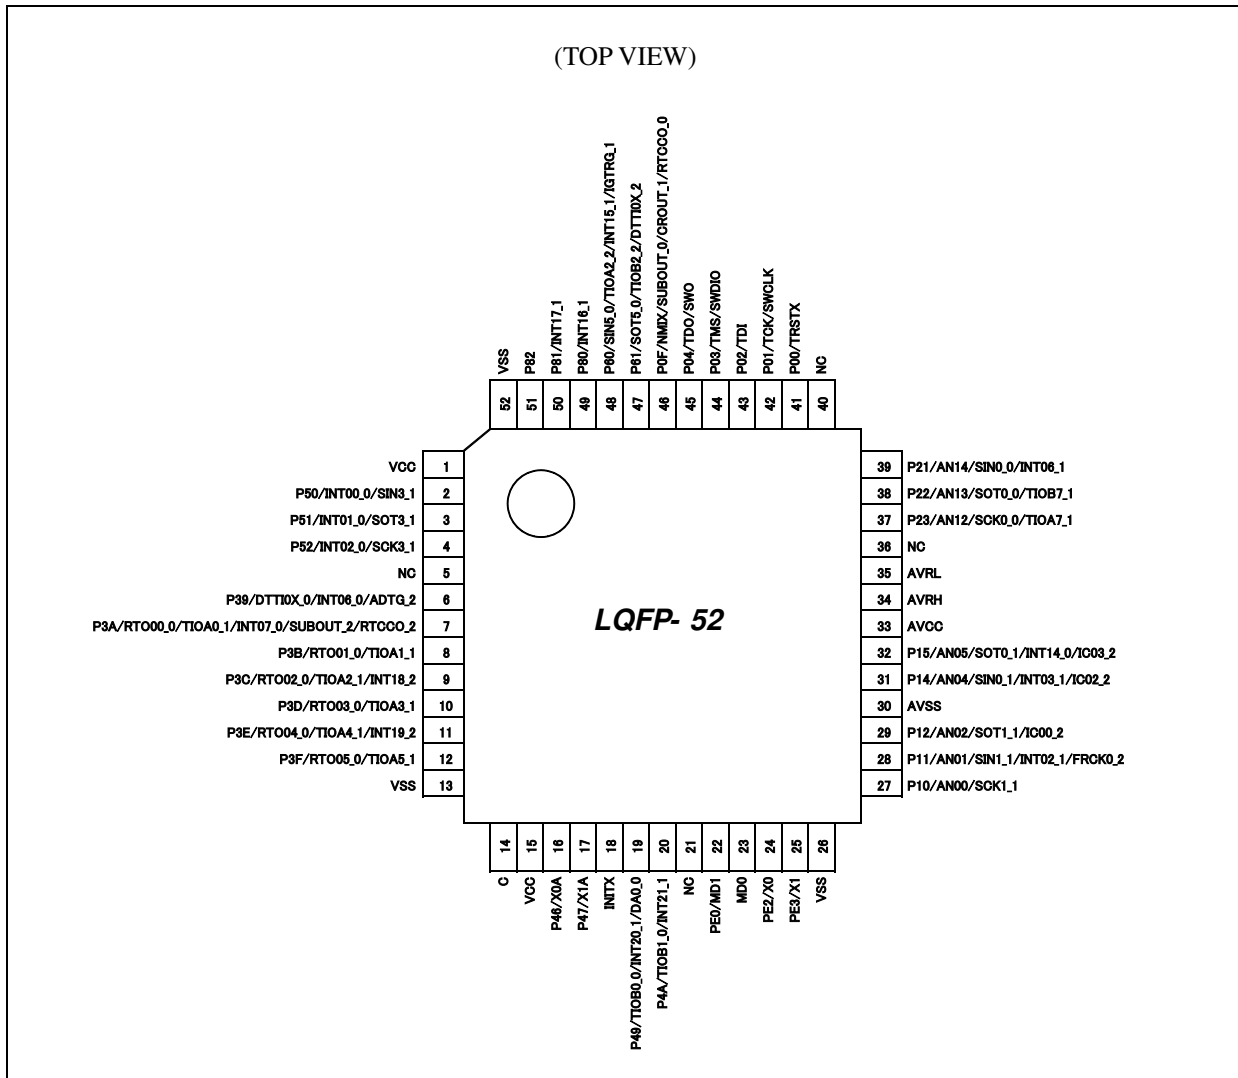 (TOP VIEW)
VSS
P82
P81/INT17_1
P80/INT16_1
P60/SIN5_0/TIOA2_2/INT15_1/IGTRG_1
P61/SOT5_0/TIOB2_2/DTTI0X_2
P0F/NMIX/SUBOUT_0/CROUT_1/RTCCO_0
P04/TDO/SWO
P03/TMS/SWDIO
P02/TDI
P01/TCK/SWCLK
P00/TRSTX
NC
52
51
50
49
48
47
46
45
44
43
42
41
40
VCC 1
P50/INT00_0/SIN3_1 2
P51/INT01_0/SOT3_1 3
P52/INT02_0/SCK3_1 4
NC 5
P39/DTTI0X_0/INT06_0/ADTG_2 6
P3A/RTO00_0/TIOA0_1/INT07_0/SUBOUT_2/RTCCO_2 7
P3B/RTO01_0/TIOA1_1 8
P3C/RTO02_0/TIOA2_1/INT18_2 9
P3D/RTO03_0/TIOA3_1 10
P3E/RTO04_0/TIOA4_1/INT19_2 11
P3F/RTO05_0/TIOA5_1 12
VSS 13
LQFP- 52
39 P21/AN14/SIN0_0/INT06_1
38 P22/AN13/SOT0_0/TIOB7_1
37 P23/AN12/SCK0_0/TIOA7_1
36 NC
35 AVRL
34 AVRH
33 AVCC
32 P15/AN05/SOT0_1/INT14_0/IC03_2
31 P14/AN04/SIN0_1/INT03_1/IC02_2
30 AVSS
29 P12/AN02/SOT1_1/IC00_2
28 P11/AN01/SIN1_1/INT02_1/FRCK0_2
27 P10/AN00/SCK1_1
14
15
16
17
18
19
20
21
22
23
24
25
26
C
VCC
P46/X0A
P47/X1A
INITX
P49/TIOB0_0/INT20_1/DA0_0
P4A/TIOB1_0/INT21_1
NC
PE0/MD1
MD0
PE2/X0
PE3/X1
VSS